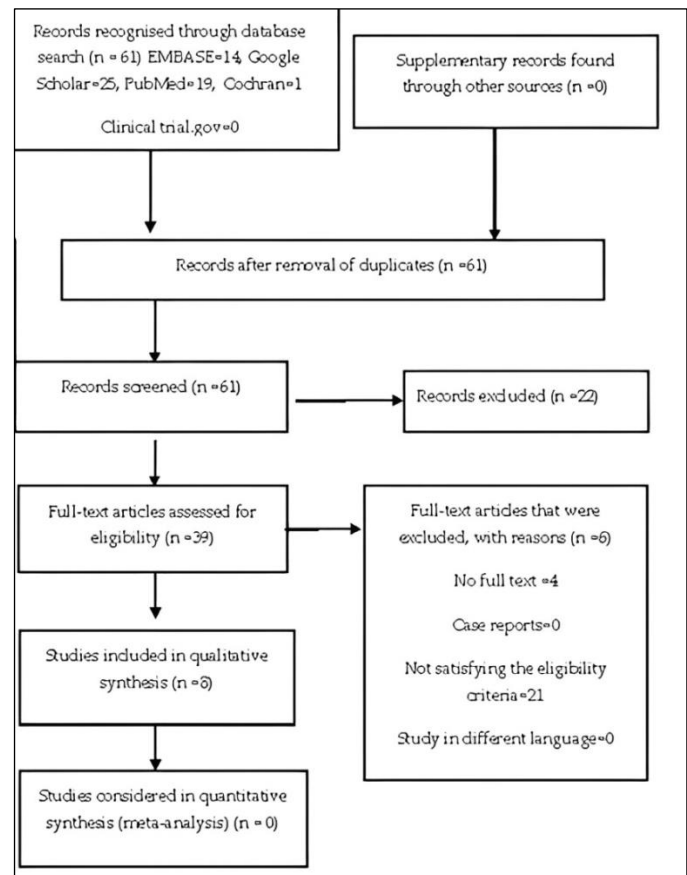 Records recognised through database
search (n = 61) EMBASE=14, Google
Scholar=25, PubMed=19, Cochran=1
Clinical trial.gov=0
Supplementary records found
through other sources (n =0)
Records after removal of duplicates (n =61)
Records screened (n =61)
Records excluded (n =22)
Full-text articles assessed for
eligibility (n =39)
Full-text articles that were
excluded, with reasons (n =6)
No full text =4
Case reports=0
Not satisfying the eligibility
criteria=21
Study in different language=0
Studies included in qualitative
synthesis (n =8)
Studies considered in quantitative
synthesis (meta-analysis) (n = 0)